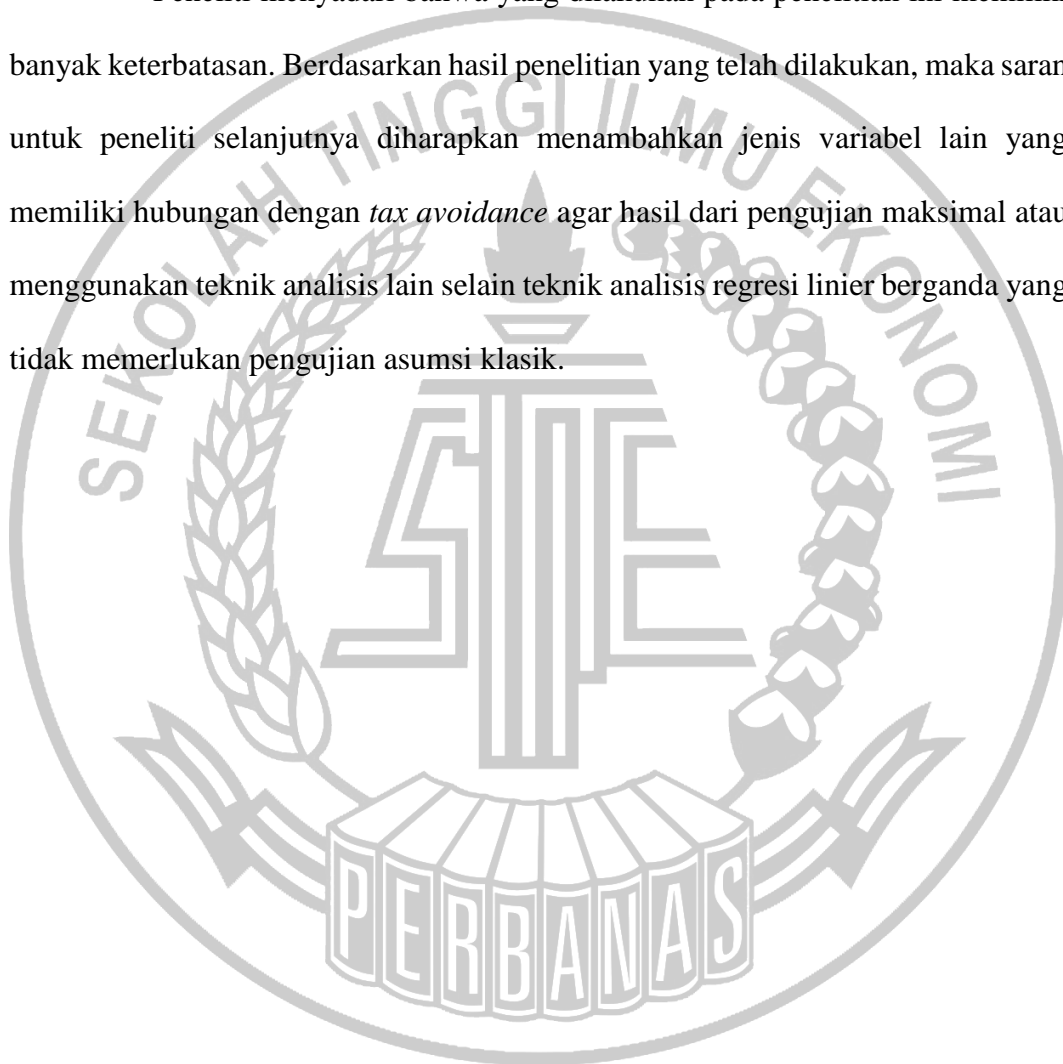 banyak keterbatasan. Berdasarkan hasil penelitian yang telah dilakukan, maka saran
untuk peneliti selanjutnya diharapkan menambahkan jenis variabel lain yang
memiliki hubungan dengan tax avoidance agar hasil dari pengujian maksimal atau
menggunakan teknik analisis lain selain teknik analisis regresi linier berganda yang
tidak memerlukan pengujian asumsi klasik.
SEKOLAH TINGGI ILMU EKONOMI
STIE
PERBANAS